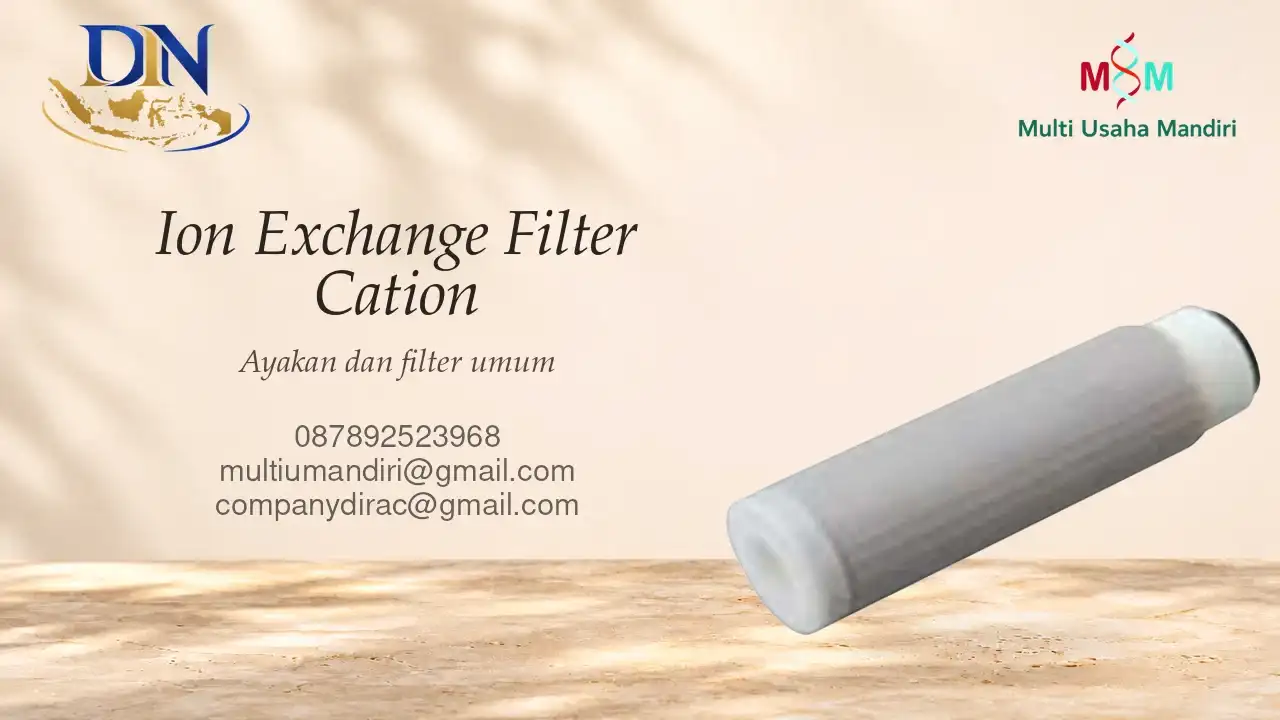 DIN
MSM
Multi Usaha Mandiri
Ion Exchange Filter
Cation
Ayakan dan filter umum
087892523968
multiumandiri@gmail.com
companydirac@gmail.com